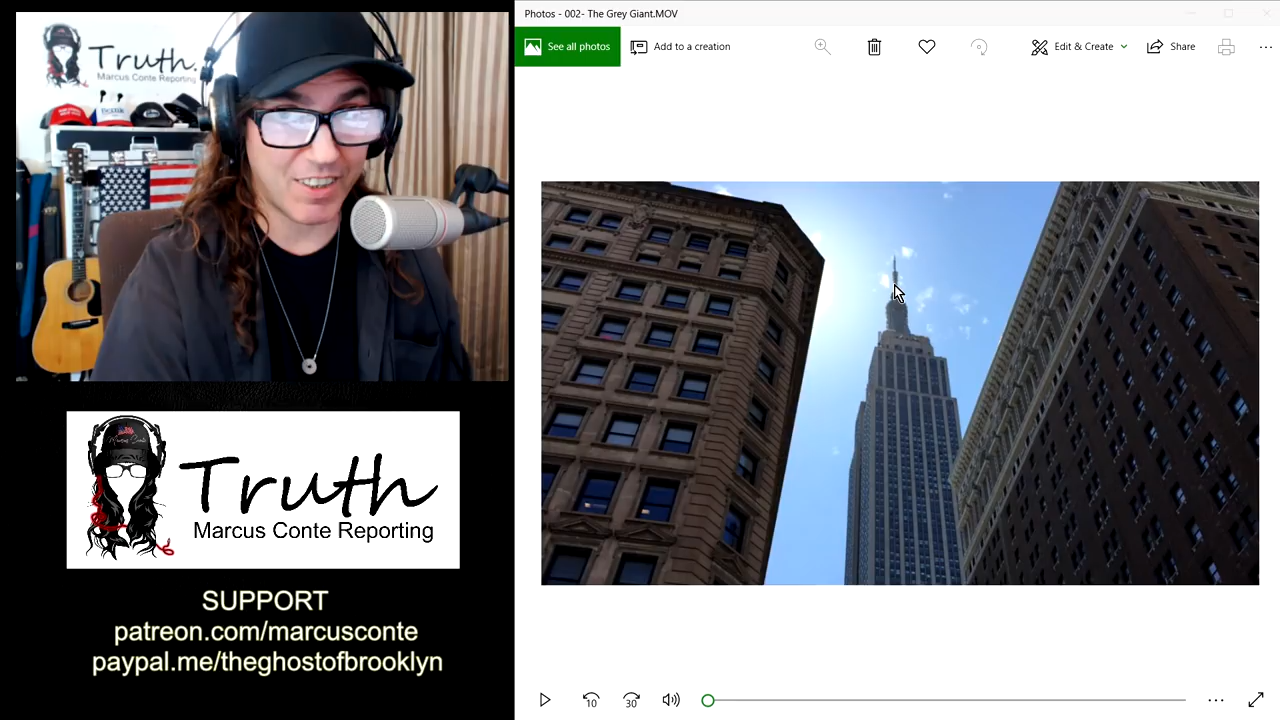 Truth.
Marcus Conte Reporting
Photos - 002- The Grey Giant.MOV
See all photos
Add to a creation
Edit & Create
Share
Truth
Marcus Conte Reporting
SUPPORT
patreon.com/marcusconte
paypal.me/theghostofbrooklyn
10
30